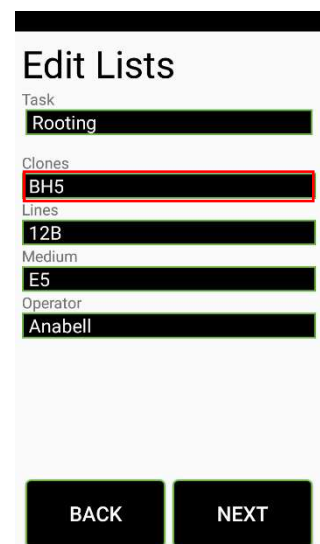 Edit Lists
Task
Rooting
Clones
BH5
Lines
12B
Medium
E5
Operator
Anabell
BACK NEXT